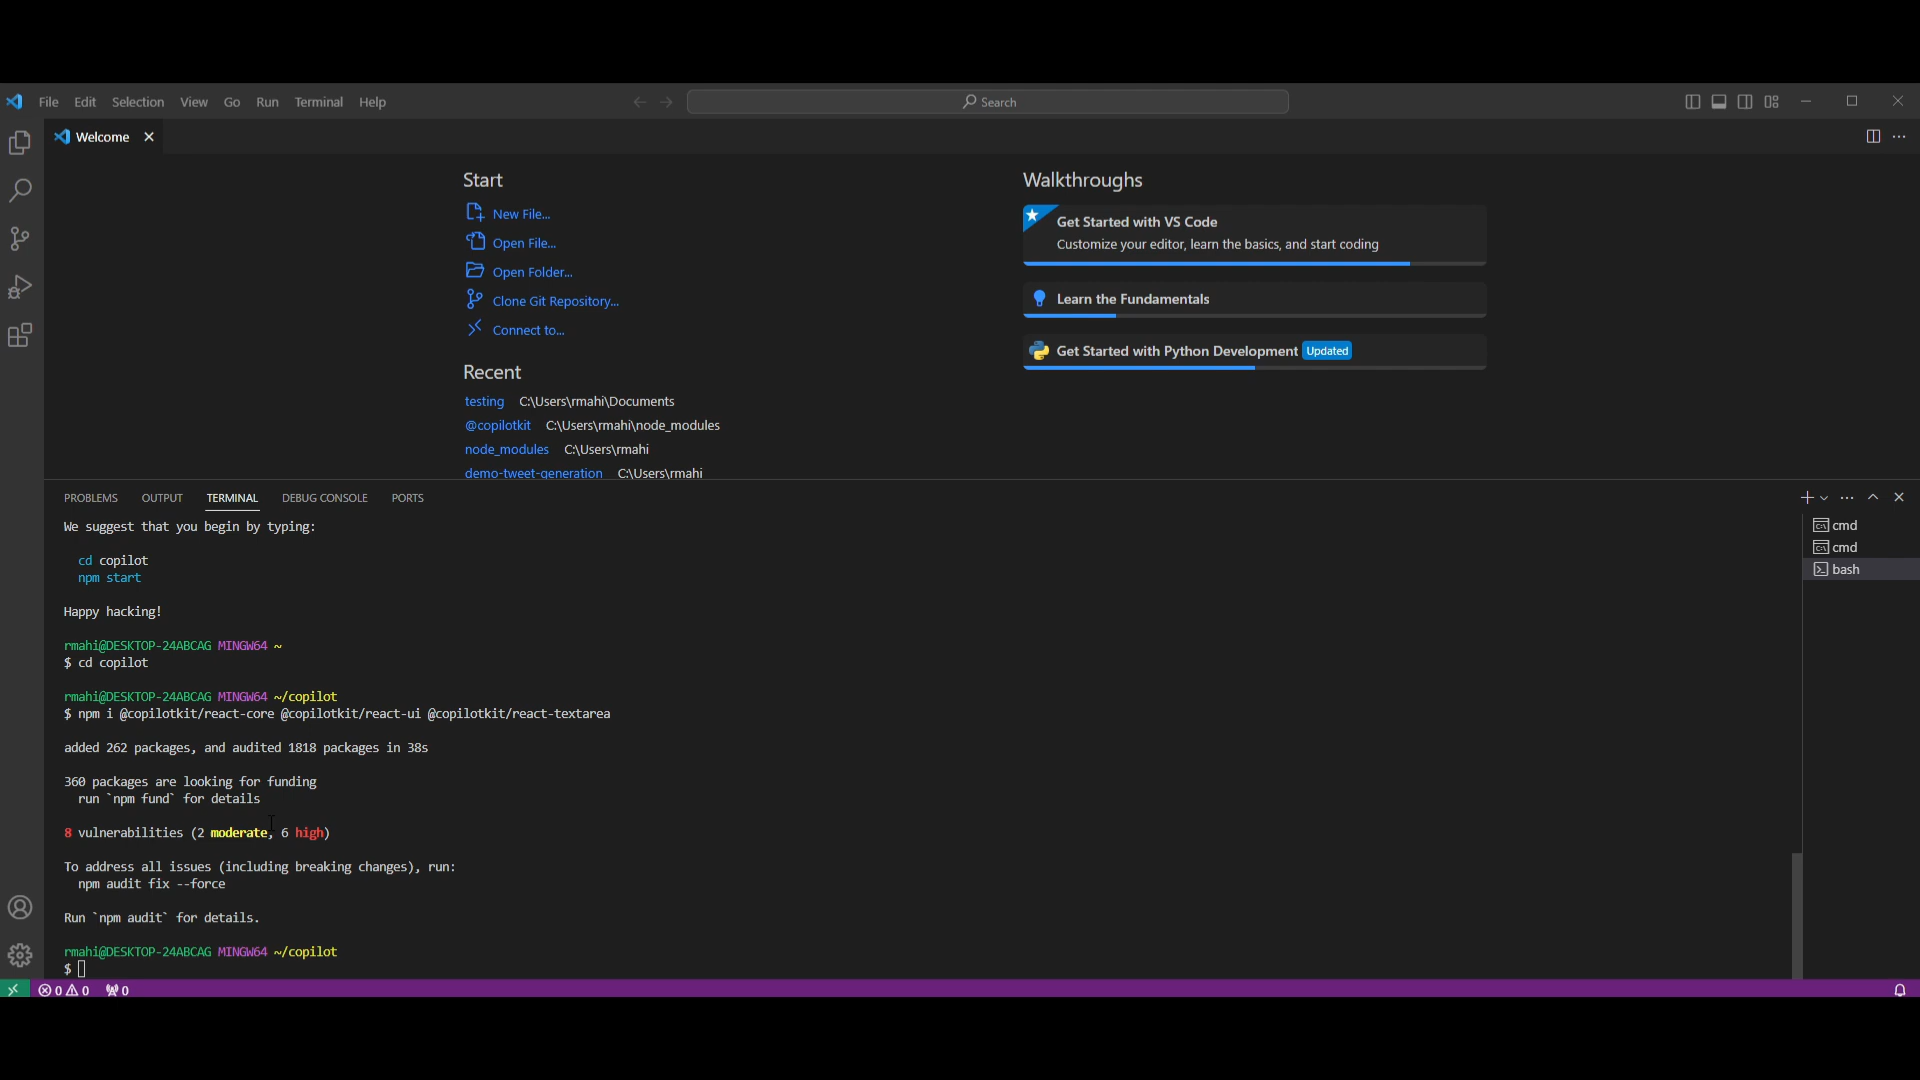 File Edit Selection View Go Run Terminal Help
Search
Welcome
Start
New File...
Open File...
Open Folder...
Clone Git Repository...
Connect to...
Recent
testing C:\Users\rmahi\Documents
@copilotkit C:\Users\rmahi\node_modules
node_modules C:\Users\rmahi
demo-tweet-generation C:\Users\rmahi
Walkthroughs
Get Started with VS Code
Customize your editor, learn the basics, and start coding
Learn the Fundamentals
Get Started with Python Development Updated
PROBLEMS OUTPUT TERMINAL DEBUG CONSOLE PORTS
We suggest that you begin by typing:
cd copilot
npm start
Happy hacking!
rmahi@DESKTOP-24ABCAG MINGW64 ~
$ cd copilot
rmahi@DESKTOP-24ABCAG MINGW64 ~/copilot
$ npm i @copilotkit/react-core @copilotkit/react-ui @copilotkit/react-textarea
added 262 packages, and audited 1818 packages in 38s
360 packages are looking for funding
run `npm fund` for details
8 vulnerabilities (2 moderate, 6 high)
To address all issues (including breaking changes), run:
npm audit fix --force
Run `npm audit` for details.
rmahi@DESKTOP-24ABCAG MINGW64 ~/copilot
$
cmd
cmd
bash
0 0 0